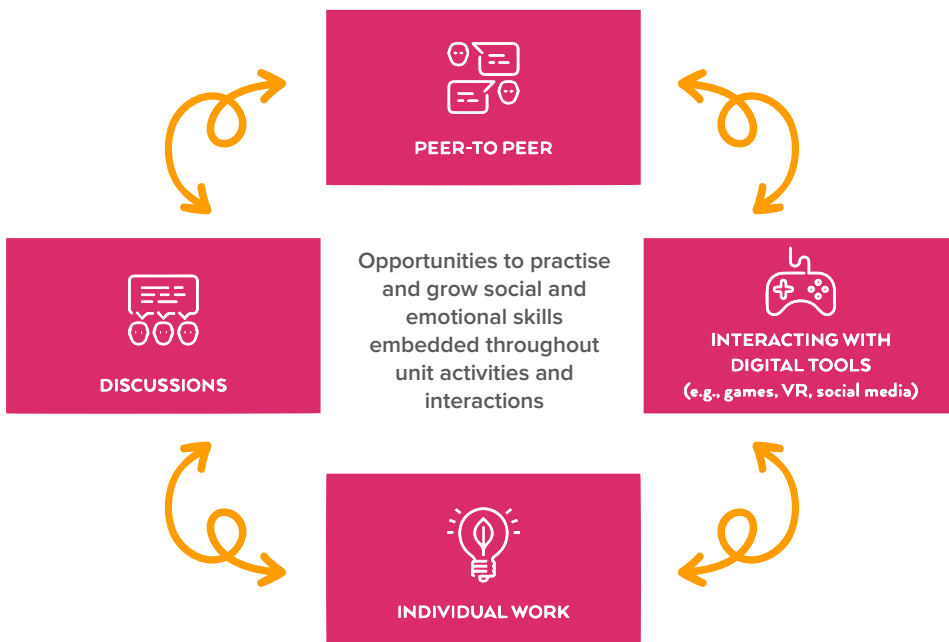 PEER-TO PEER
DISCUSSIONS
Opportunities to practise
and grow social and
emotional skills
embedded throughout
unit activities and
interactions
INTERACTING WITH
DIGITAL TOOLS
(e.g., games, VR, social media)
INDIVIDUAL WORK